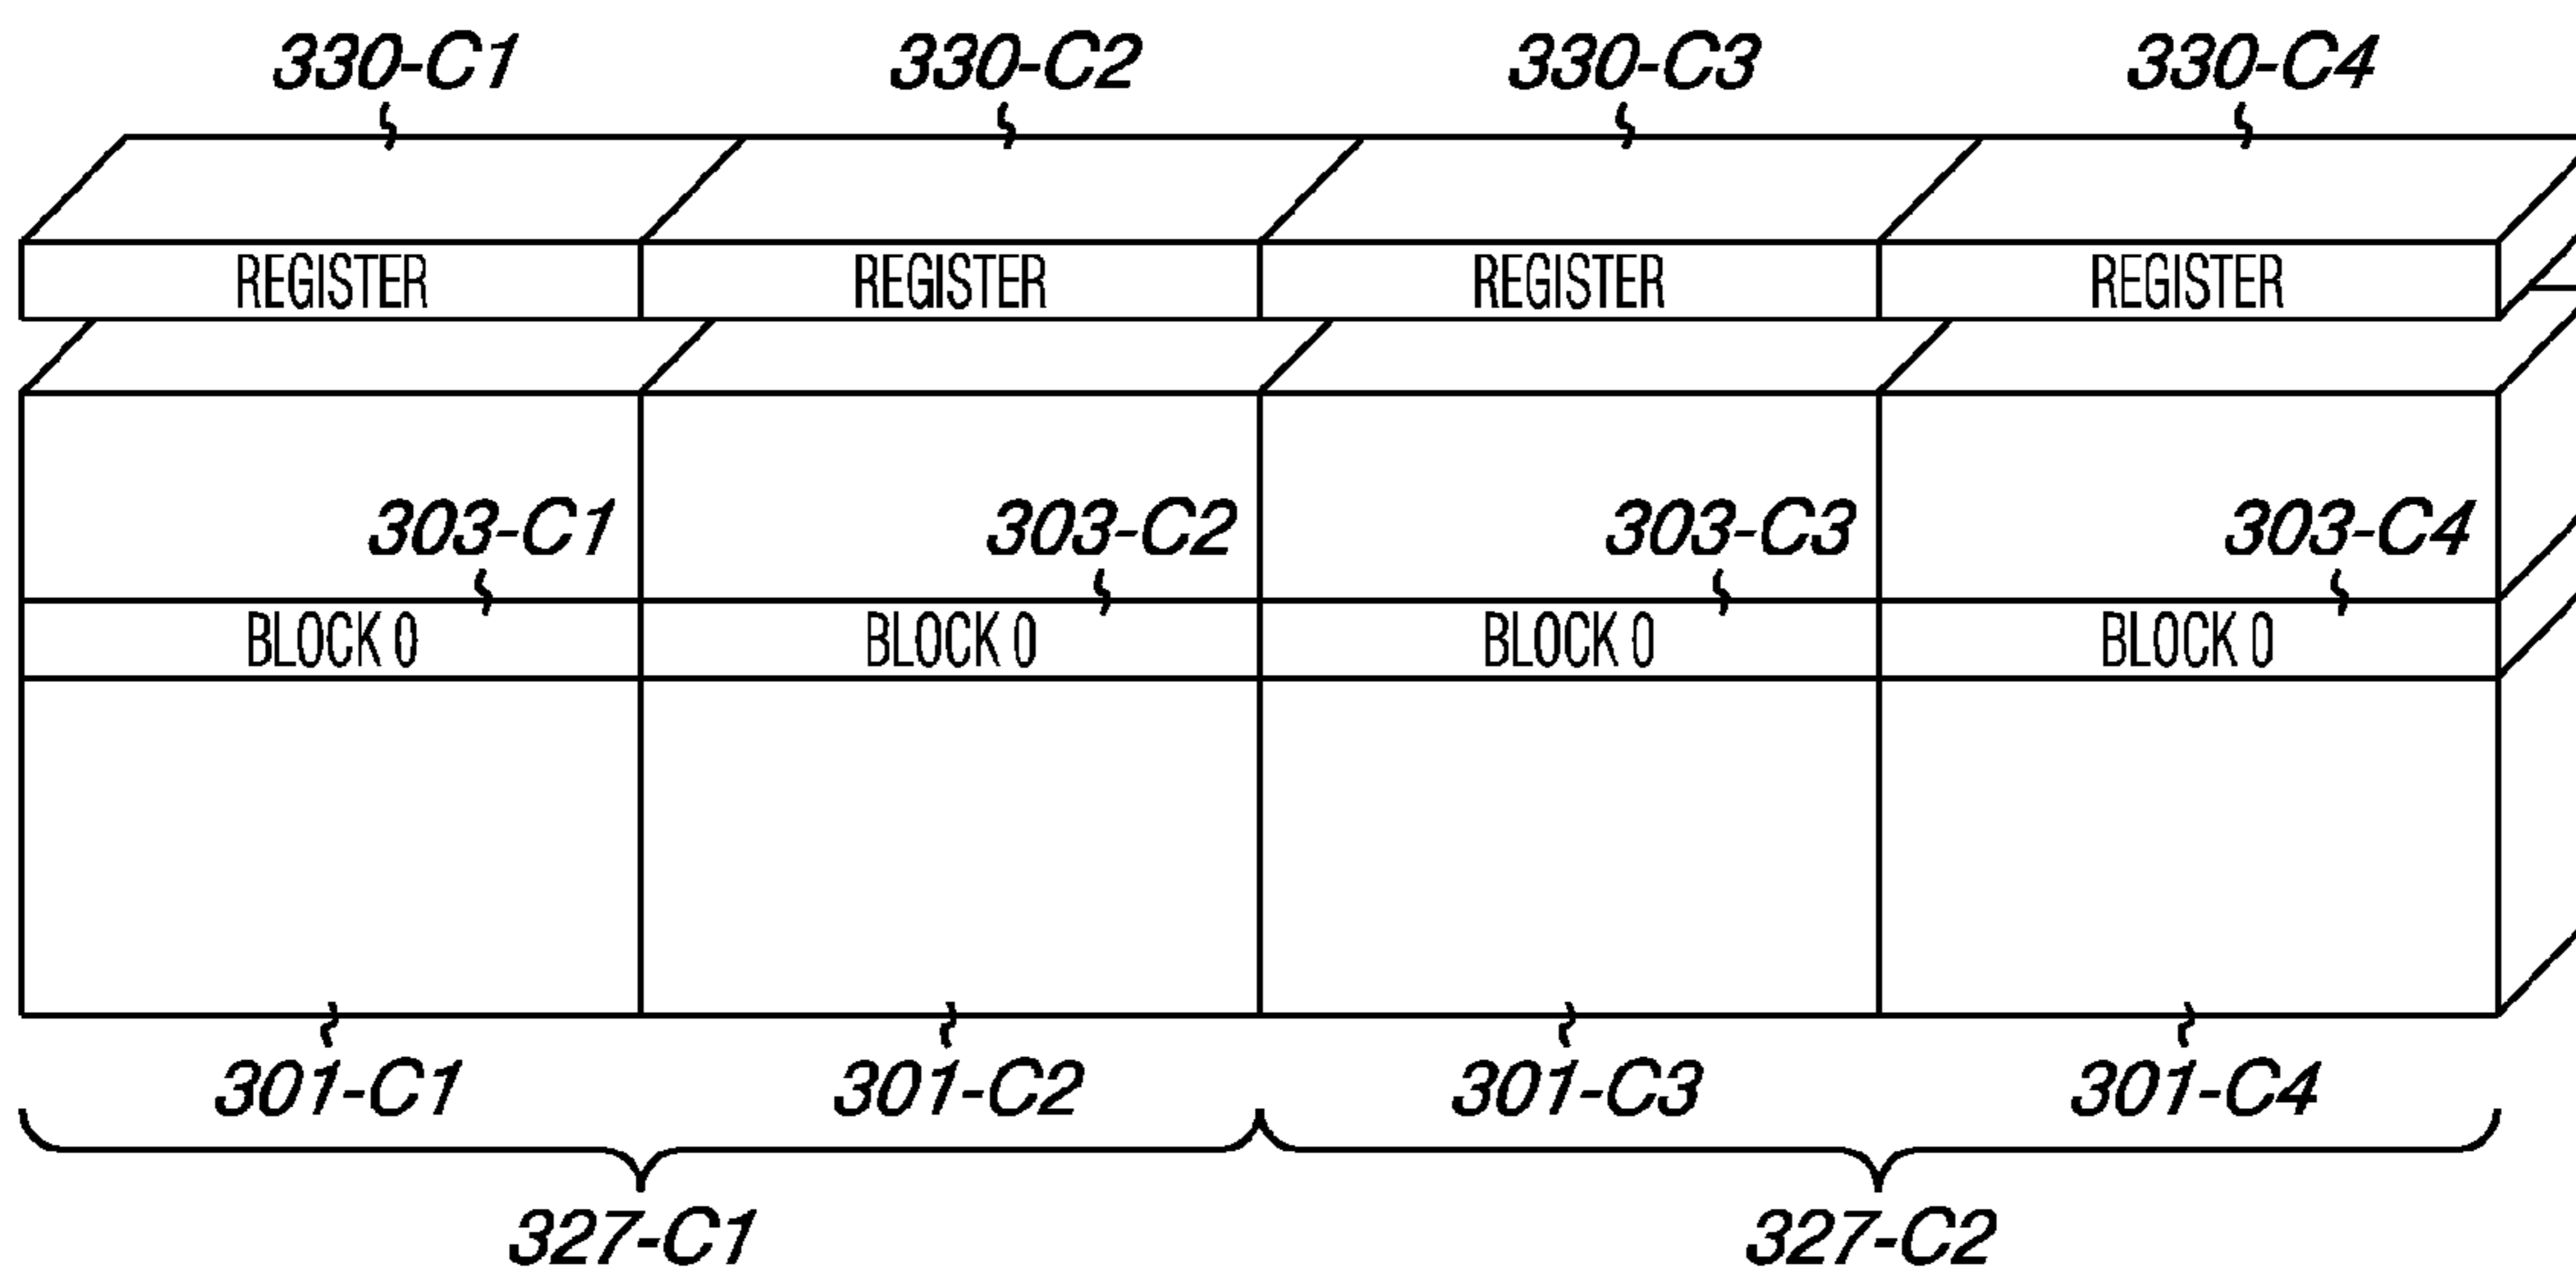 330-C1 330-C2 330-C3 330-C4
REGISTER REGISTER REGISTER REGISTER
303-C1 303-C2 303-C3 303-C4
BLOCK 0 BLOCK 0 BLOCK 0 BLOCK 0
301-C1 301-C2 301-C3 301-C4
327-C1 327-C2